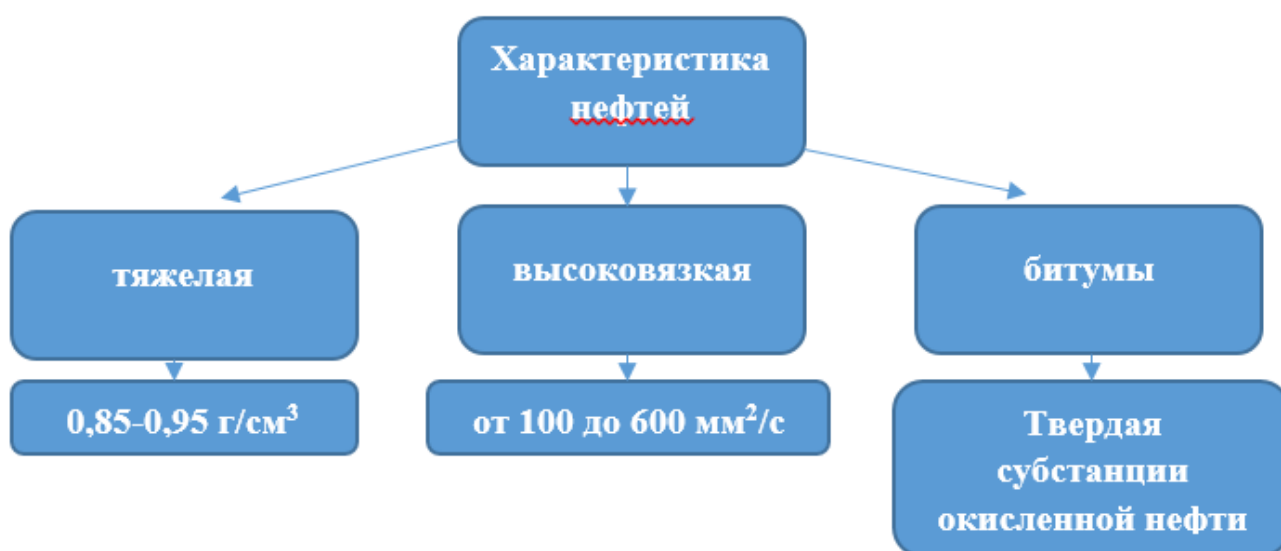 Характеристика
нефтей
тяжелая
высоковязкая
битумы
0,85-0,95 г/см³
от 100 до 600 мм²/с
Твердая
субстанции
окисленной нефти